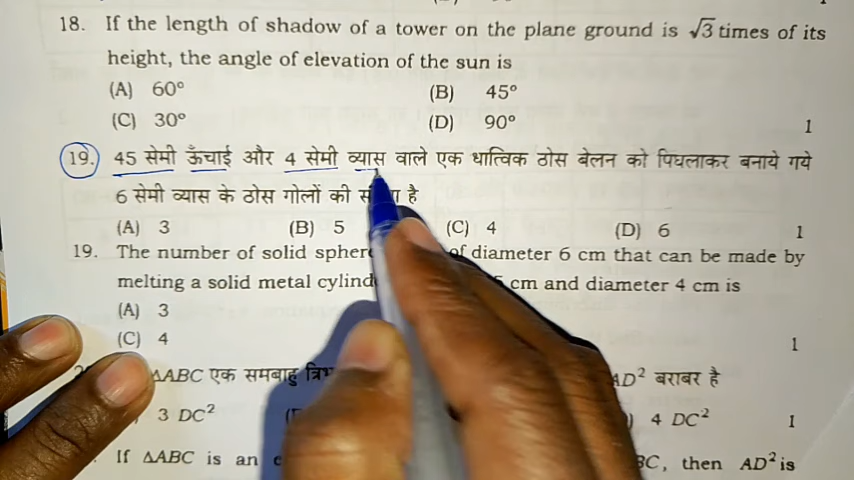 18. If the length of shadow of a tower on the plane ground is √3 times of its
height, the angle of elevation of the sun is
(A) 60° (B) 45°
(C) 30° (D) 90° 1
19. 45 सेमी ऊँचाई और 4 सेमी व्यास वाले एक धात्विक ठोस बेलन को पिघलाकर बनाये गये
6 सेमी व्यास के ठोस गोलों की है
(A) 3 (B) 5 (C) 4 (D) 6 1
19. The number of solid of diameter 6 cm that can be made by
melting a solid metal cm and diameter 4 cm is
(A) 3
(C) 4 1
ΔABC एक समबाहु AD² बराबर है
3 DC² 4 DC² 1
If ΔABC is an then AD² is